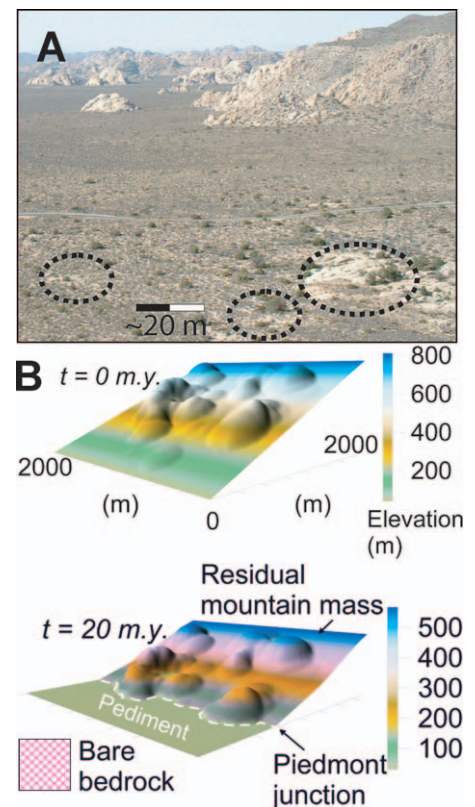 A
~20 m
B
t = 0 m.y.
800
600
400
200
2000
2000
(m)
(m)
0
Elevation
(m)
Residual
mountain mass
t = 20 m.y.
500
400
300
200
100
Pediment
Bare
bedrock
Piedmont
junction